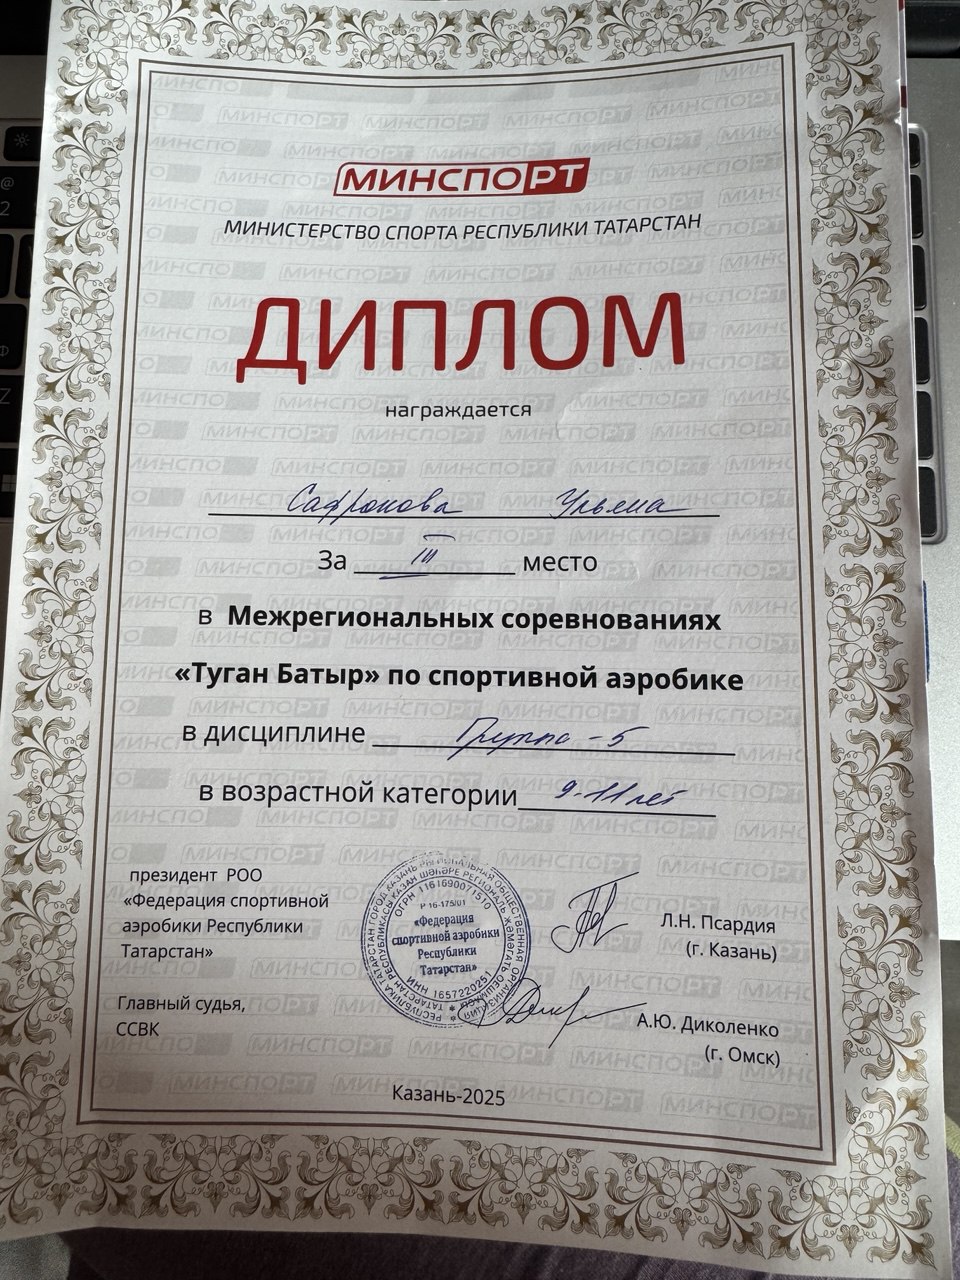 МИНСПОРТ
МИНИСТЕРСТВО СПОРТА РЕСПУБЛИКИ ТАТАРСТАН
ДИПЛОМ
награждается
Сафронова Ульяна
За III место
в Межрегиональных соревнованиях
«Туган Батыр» по спортивной аэробике
в дисциплине Группа - 5
в возрастной категории 9-11 лет
президент РОО
«Федерация спортивной
аэробики Республики
Татарстан»
Л.Н. Псардия
(г. Казань)
«Федерация
спортивной аэробики
Республики
Татарстан»
ИНН 1657220251
Главный судья,
ССВК
А.Ю. Диколенко
(г. Омск)
Казань-2025